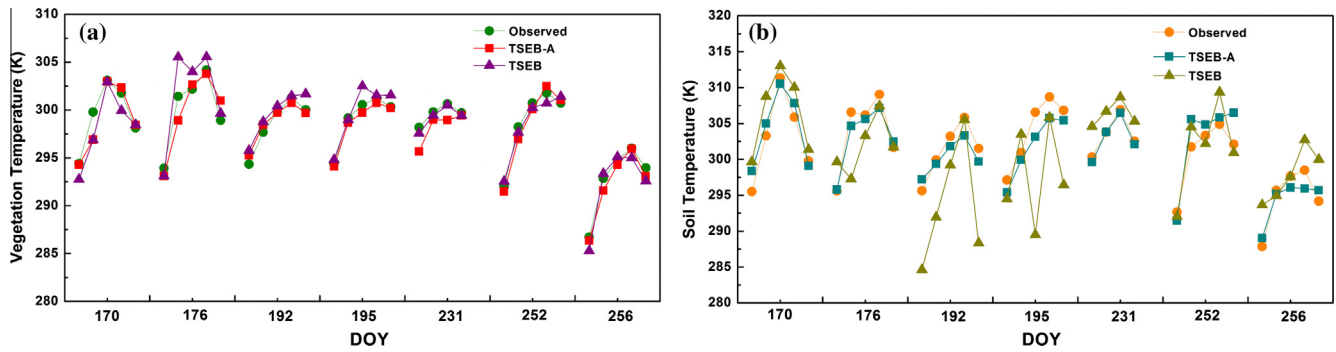 (a)
Observed
TSEB-A
TSEB
Vegetation Temperature (K)
310
305
300
295
290
285
280
170 176 192 195 231 252 256
DOY
(b)
Observed
TSEB-A
TSEB
Soil Temperature (K)
320
315
310
305
300
295
290
285
280
170 176 192 195 231 252 256
DOY